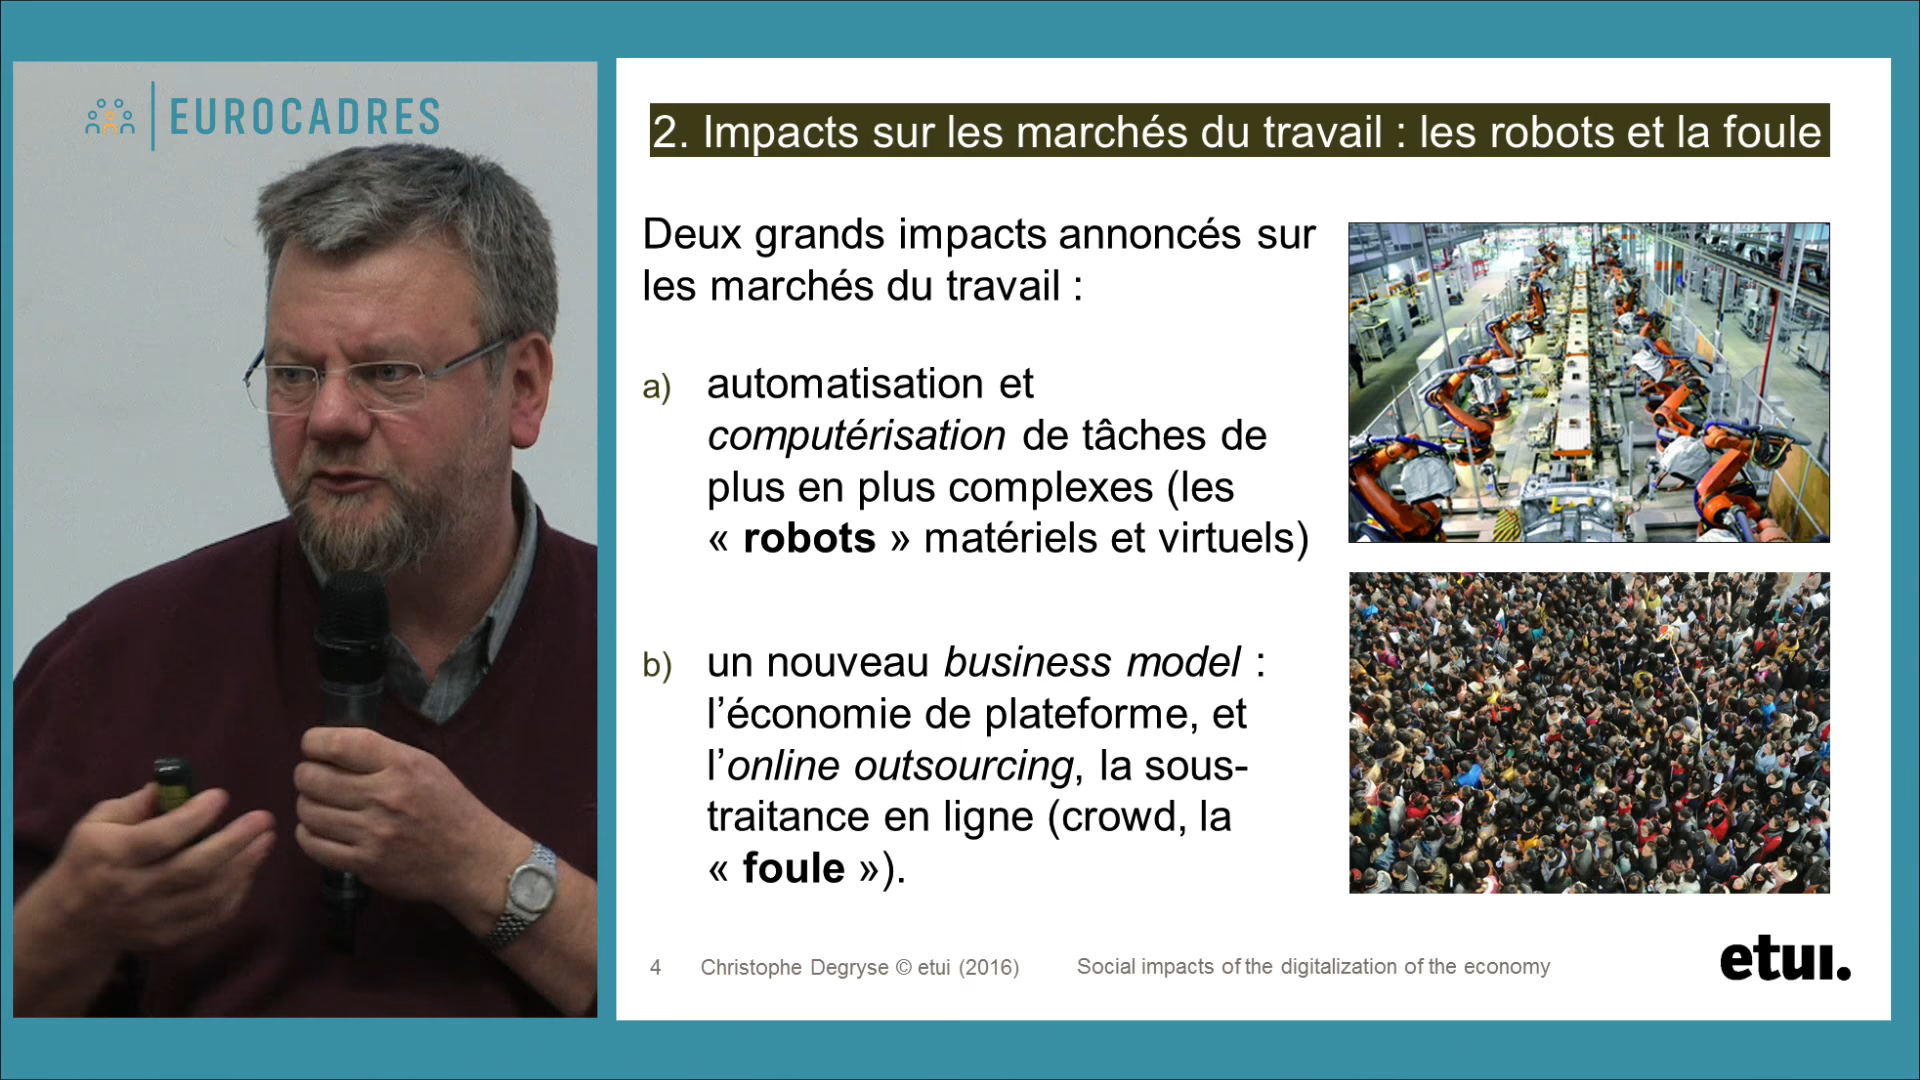 EUROCADRES
2. Impacts sur les marchés du travail : les robots et la foule
Deux grands impacts annoncés sur
les marchés du travail :
a) automatisation et
computérisation de tâches de
plus en plus complexes (les
« robots » matériels et virtuels)
b) un nouveau business model :
l’économie de plateforme, et
l’online outsourcing, la sous-
traitance en ligne (crowd, la
« foule »).
4 Christophe Degryse © etui (2016) Social impacts of the digitalization of the economy
etui.